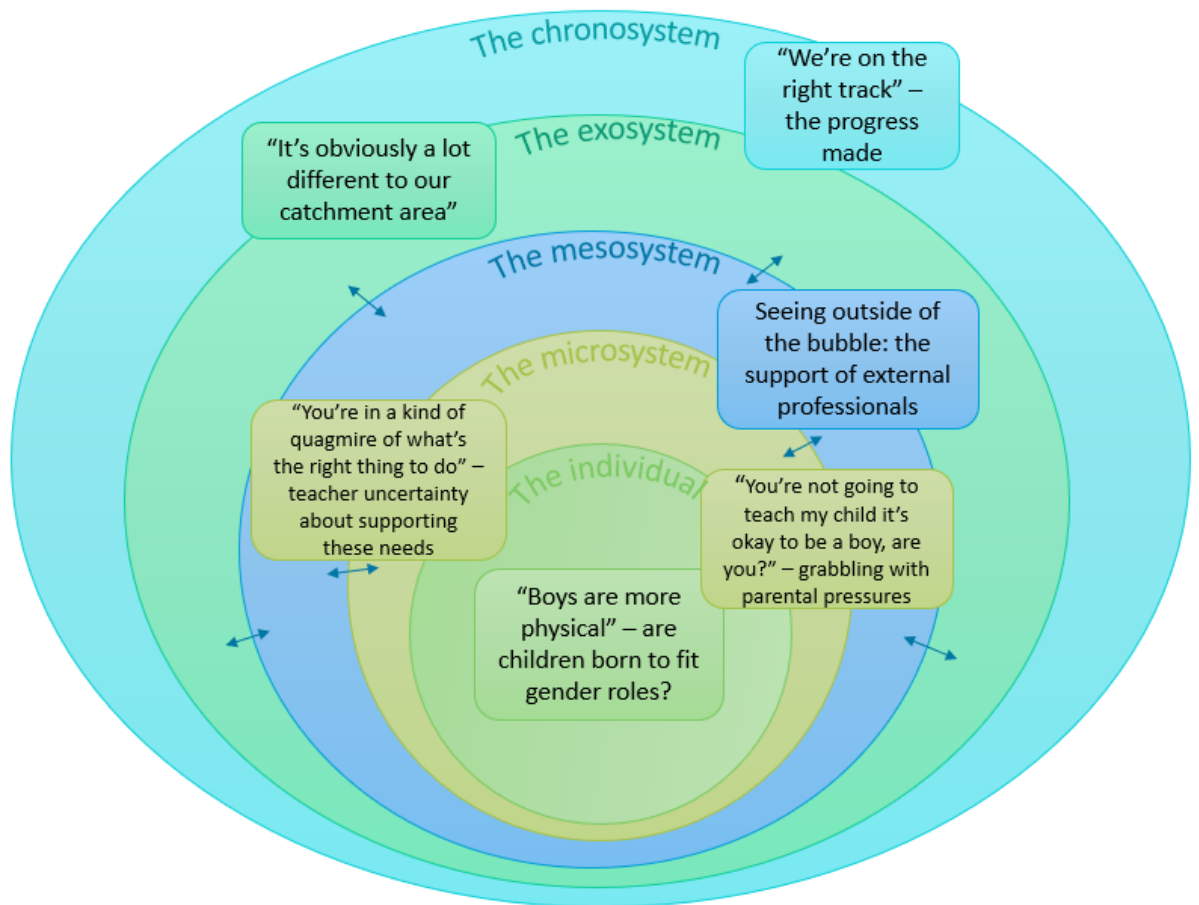 The chronosystem
“We’re on the
right track” –
the progress
made
The exosystem
“It’s obviously a lot
different to our
catchment area”
The mesosystem
Seeing outside of
the bubble: the
support of external
professionals
The microsystem
“You’re in a kind of
quagmire of what’s
the right thing to do” –
teacher uncertainty
about supporting
these needs
“You’re not going to
teach my child it’s
okay to be a boy, are
you?” – grabbling with
parental pressures
The individual
“Boys are more
physical” – are
children born to fit
gender roles?